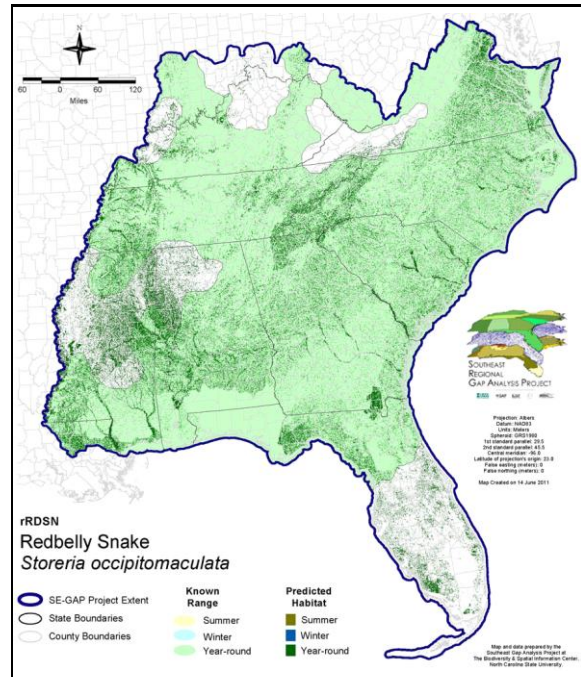 60 0 60 120
Miles
SOUTHEAST
REGIONAL
GAP ANALYSIS PROJECT
Projection: Albers
Datum: NAD83
Units: Meters
Spheroid: GRS1980
1st standard parallel: 29.5
2nd standard parallel: 45.5
Central meridian: -96.0
Latitude of projection's origin: 23.0
False easting (meters): 0
False northing (meters): 0
Map Created on 14 June 2011
rRDSN
Redbelly Snake
Storeria occipitomaculata
SE-GAP Project Extent
State Boundaries
County Boundaries
Known
Range
Summer
Winter
Year-round
Predicted
Habitat
Summer
Winter
Year-round
Map and data prepared by the
Southeast Gap Analysis Project at
The Biodiversity & Spatial Information Center,
North Carolina State University.